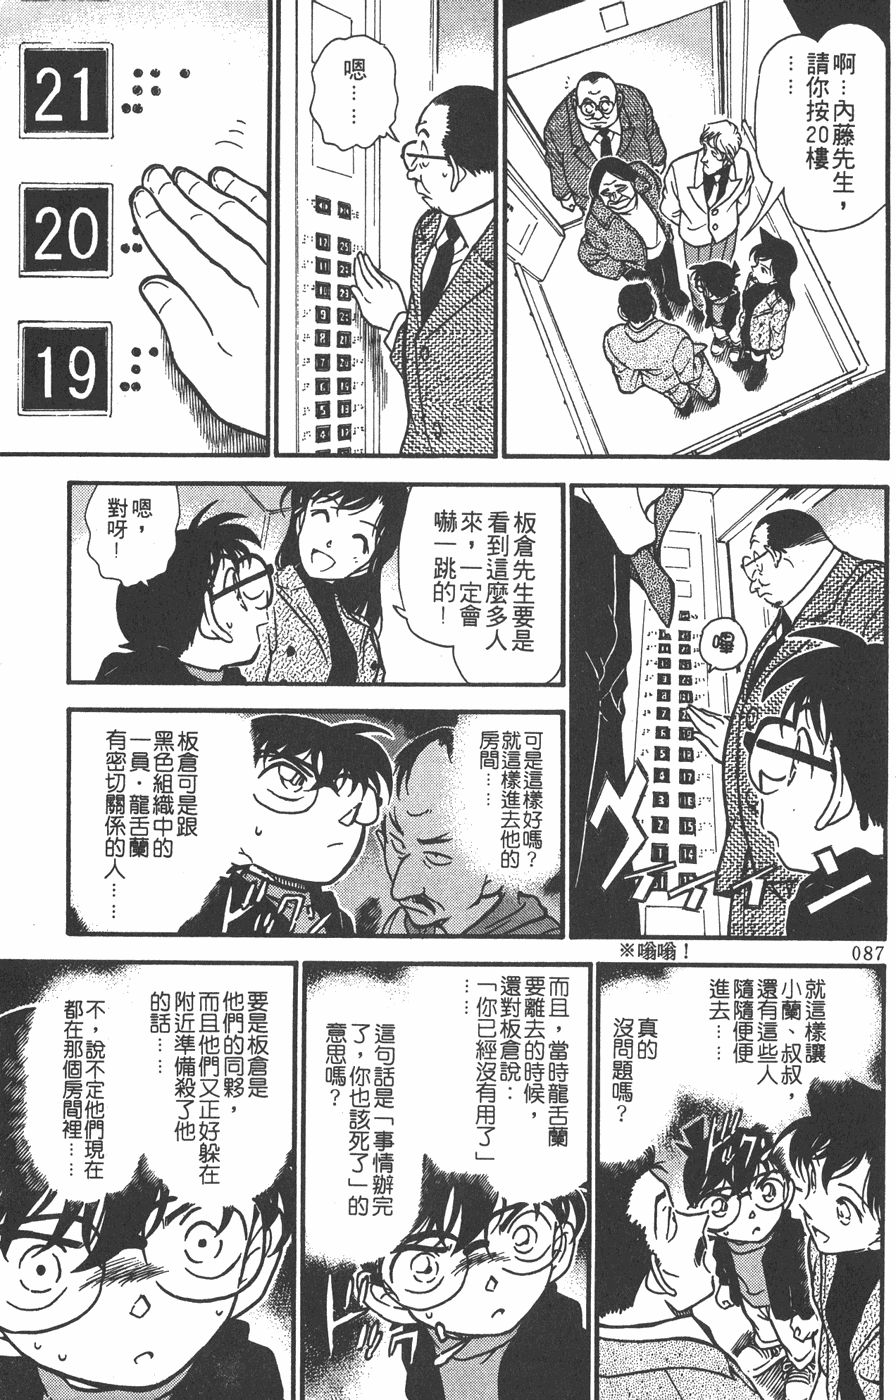 啊…內藤先生，
請你按20樓
……
嗯……
21
20
19
嗯
※嗡嗡！
087
板倉先生要是
看到這麼多人
來，一定會
嚇一跳的！
嗯，
對呀！
可是這樣好嗎？
就這樣進去他的
房間……
板倉可是跟
黑色組織中的
一員．龍舌蘭
有密切關係的人……
就這樣讓
小蘭、叔叔，
還有這些人
隨隨便便
進去……
真的
沒問題嗎？
而且，當時龍舌蘭
要離去的時候，
還對板倉說：
「你已經沒有用了」
……
這句話是「事情辦完
了，你也該死了」的
意思嗎？
要是板倉是
他們的同夥，
而且他們又正好躲在
附近準備殺了他
的話……
不，說不定他們現在
都在那個房間裡……